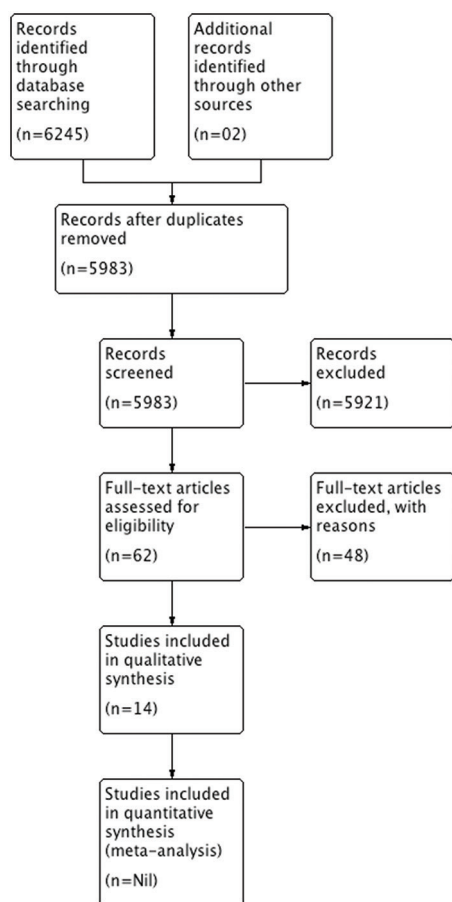 Records
identified
through
database
searching
(n=6245)
Additional
records
identified
through other
sources
(n=02)
Records after duplicates
removed
(n=5983)
Records
screened
(n=5983)
Records
excluded
(n=5921)
Full-text articles
assessed for
eligibility
(n=62)
Full-text articles
excluded, with
reasons
(n=48)
Studies included
in qualitative
synthesis
(n=14)
Studies included
in quantitative
synthesis
(meta-analysis)
(n=Nil)